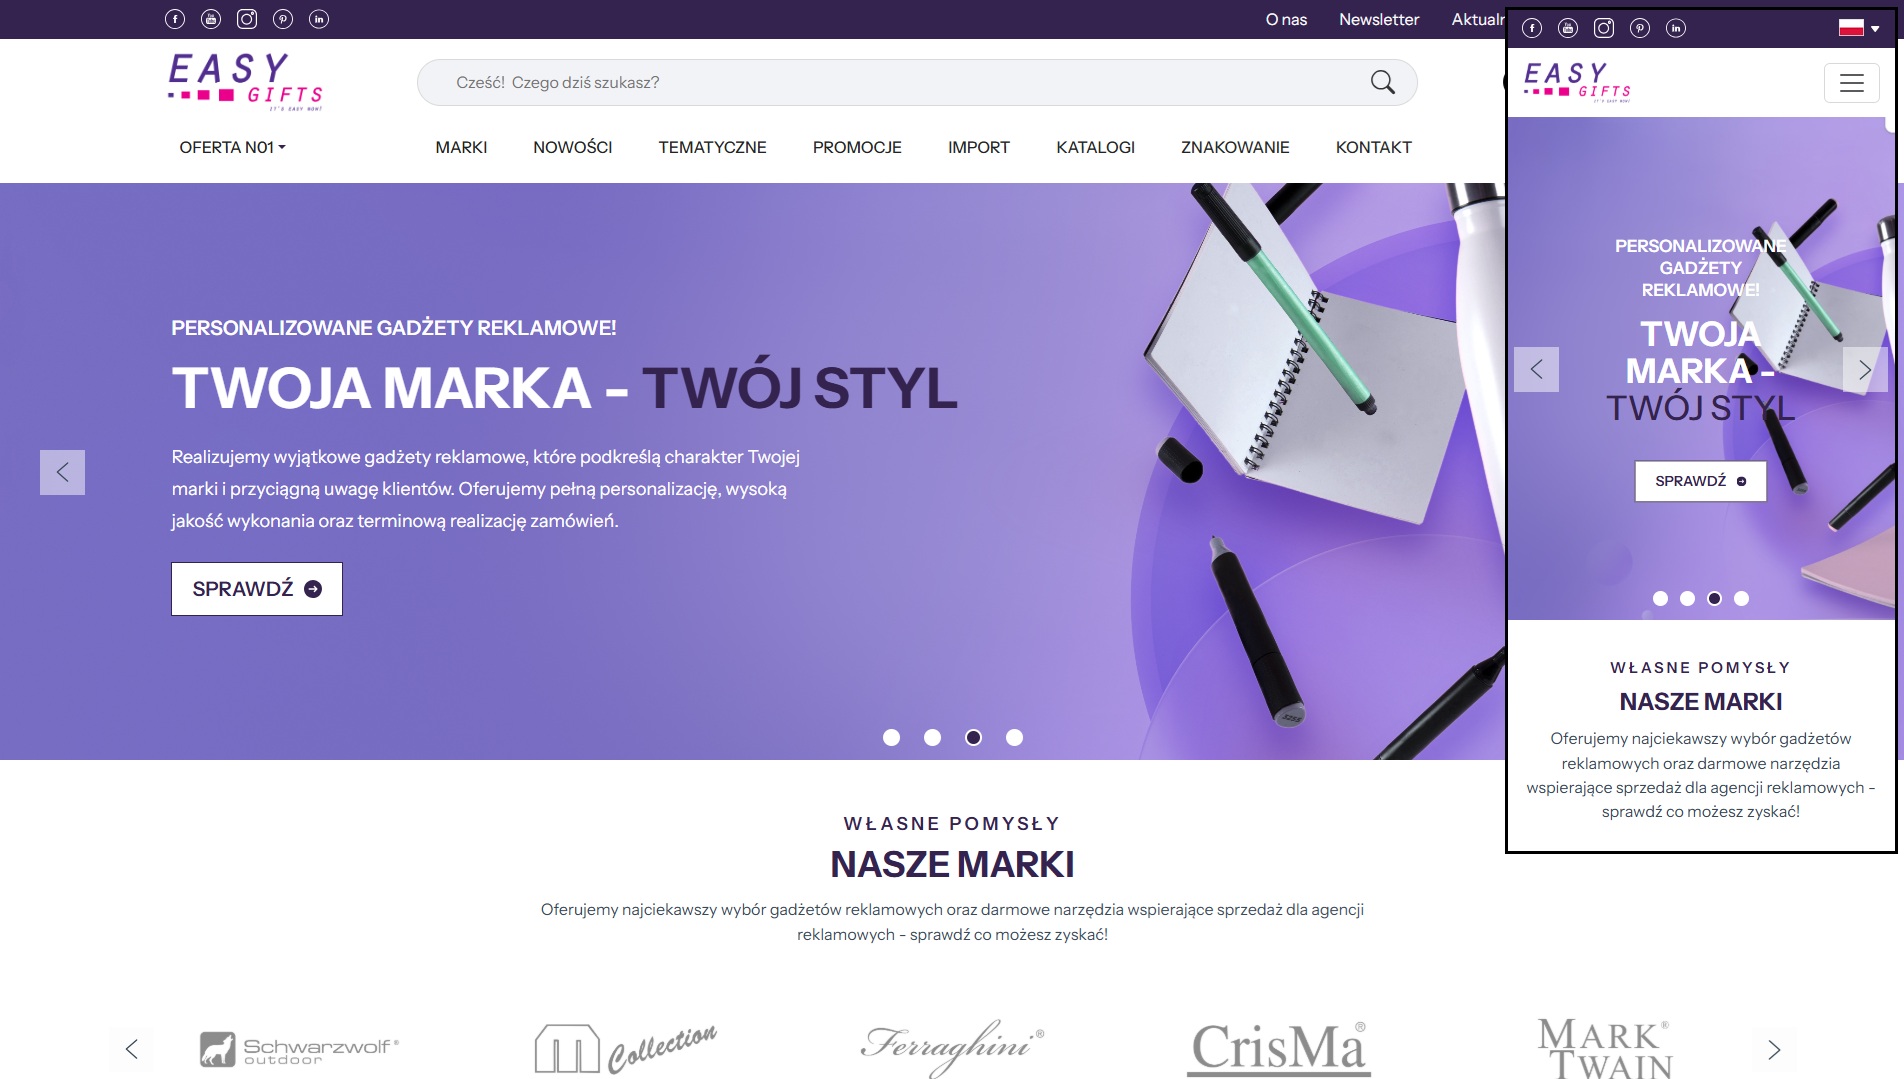 O nas
Newsletter
EASY
GIFTS
IT'S EASY NOW!
Cześć! Czego dziś szukasz?
OFERTA N01
MARKI
NOWOŚCI
TEMATYCZNE
PROMOCJE
IMPORT
KATALOGI
ZNAKOWANIE
KONTAKT
PERSONALIZOWANE GADŻETY REKLAMOWE!
TWOJA MARKA - TWÓJ STYL
Realizujemy wyjątkowe gadżety reklamowe, które podkreślą charakter Twojej
marki i przyciągną uwagę klientów. Oferujemy pełną personalizację, wysoką
jakość wykonania oraz terminową realizację zamówień.
SPRAWDŹ
WŁASNE POMYSŁY
NASZE MARKI
Oferujemy najciekawszy wybór gadżetów reklamowych oraz darmowe narzędzia wspierające sprzedaż dla agencji
reklamowych - sprawdź co możesz zyskać!
Schwarzwolf®
outdoor
Collection
Ferraghini®
CrisMa®
MARK®
TWAIN
EASY
GIFTS
IT'S EASY NOW!
PERSONALIZOWANE
GADŻETY
REKLAMOWE!
TWOJA
MARKA -
TWÓJ STYL
SPRAWDŹ
WŁASNE POMYSŁY
NASZE MARKI
Oferujemy najciekawszy wybór gadżetów
reklamowych oraz darmowe narzędzia
wspierające sprzedaż dla agencji reklamowych -
sprawdź co możesz zyskać!